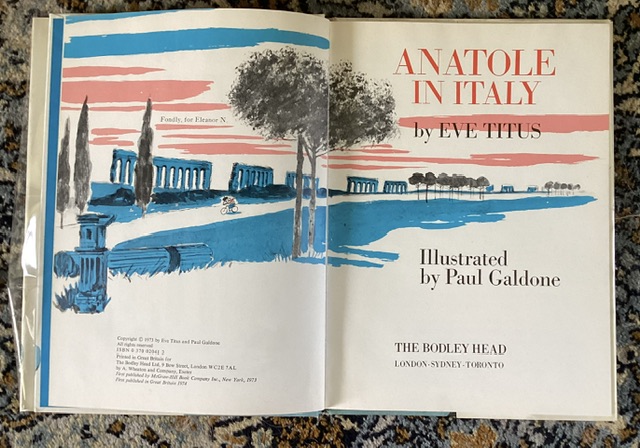 Fondly, for Eleanor N.
Copyright © 1973 by Eve Titus and Paul Galdone
All rights reserved
Printed in Great Britain for
The Bodley Head Ltd, 9 Bow Street, London WC2E 7AL
by A. Wheaton and Company, Exeter
First published by McGraw-Hill Book Company Inc., New York, 1973
First published in Great Britain 1974
ANATOLE
IN ITALY
by EVE TITUS
Illustrated
by Paul Galdone
THE BODLEY HEAD
LONDON·SYDNEY·TORONTO